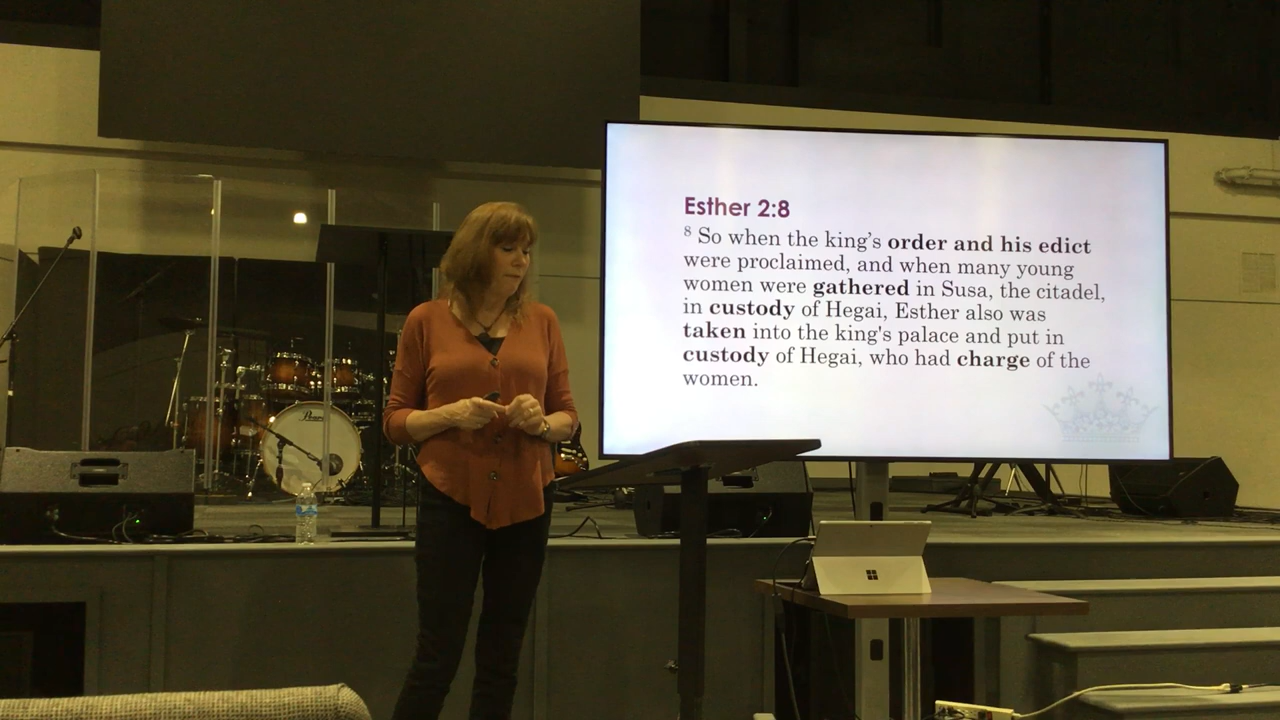 Esther 2:8
8 So when the king's order and his edict
were proclaimed, and when many young
women were gathered in Susa, the citadel,
in custody of Hegai, Esther also was
taken into the king's palace and put in
custody of Hegai, who had charge of the
women.
Pearl